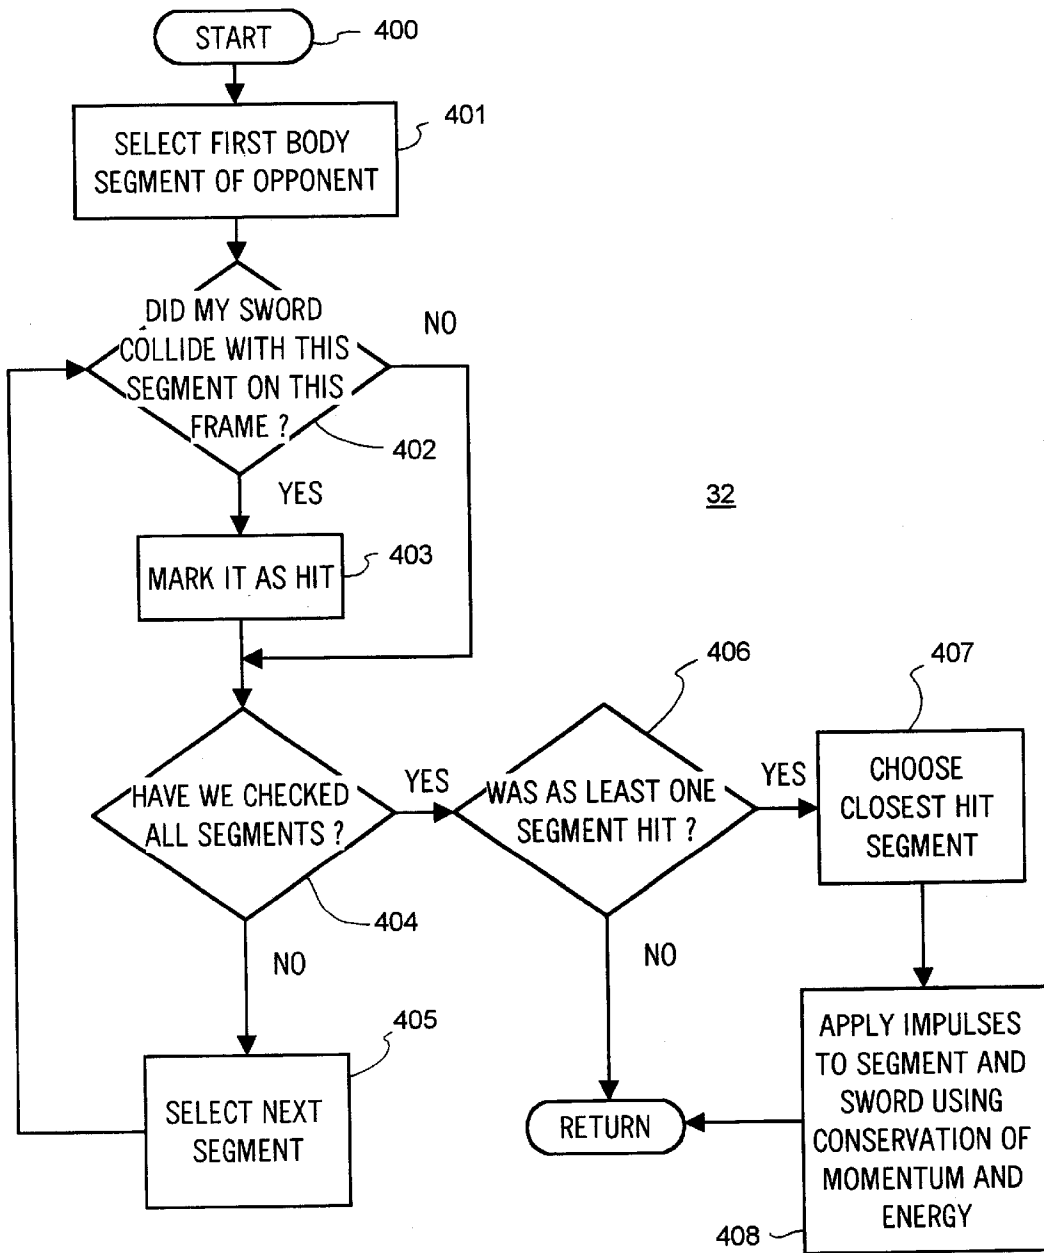 START
400
SELECT FIRST BODY
SEGMENT OF OPPONENT
401
DID MY SWORD
COLLIDE WITH THIS
SEGMENT ON THIS
FRAME ?
NO
402
YES
32
MARK IT AS HIT
403
HAVE WE CHECKED
ALL SEGMENTS ?
YES
404
NO
406
WAS AS LEAST ONE
SEGMENT HIT ?
YES
NO
407
CHOOSE
CLOSEST HIT
SEGMENT
405
SELECT NEXT
SEGMENT
RETURN
APPLY IMPULSES
TO SEGMENT AND
SWORD USING
CONSERVATION OF
MOMENTUM AND
ENERGY
408